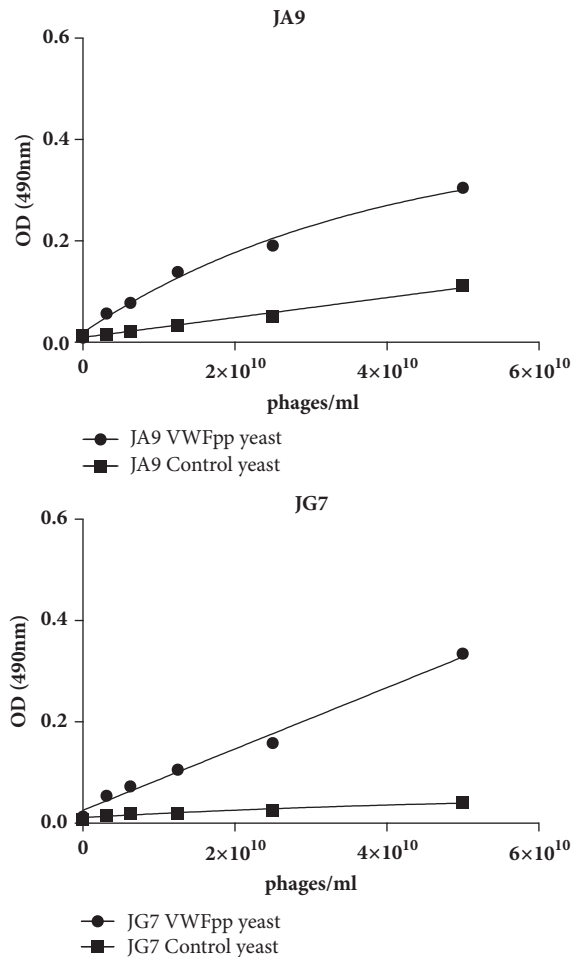 JA9
0.6
0.4
0.2
0.0
OD (490nm)
0 2×10¹⁰ 4×10¹⁰ 6×10¹⁰
phages/ml
JA9 VWFpp yeast
JA9 Control yeast
JG7
0.6
0.4
0.2
0.0
OD (490nm)
0 2×10¹⁰ 4×10¹⁰ 6×10¹⁰
phages/ml
JG7 VWFpp yeast
JG7 Control yeast